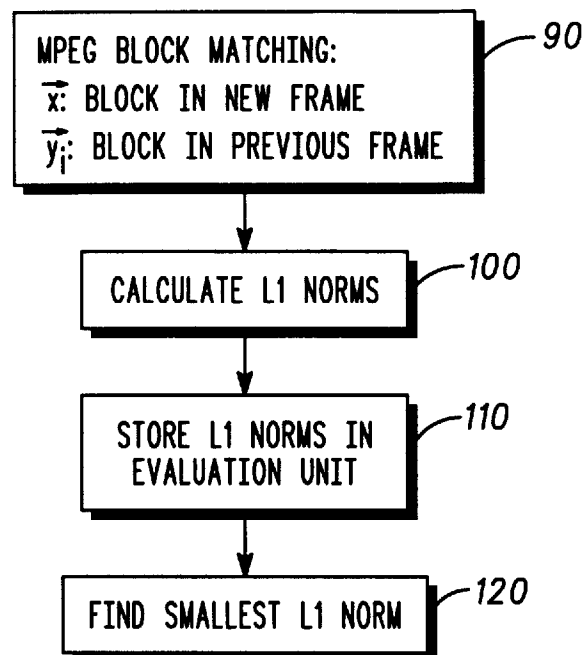 MPEG BLOCK MATCHING:
x⃗: BLOCK IN NEW FRAME
y⃗i: BLOCK IN PREVIOUS FRAME
90
CALCULATE L1 NORMS
100
STORE L1 NORMS IN
EVALUATION UNIT
110
FIND SMALLEST L1 NORM
120